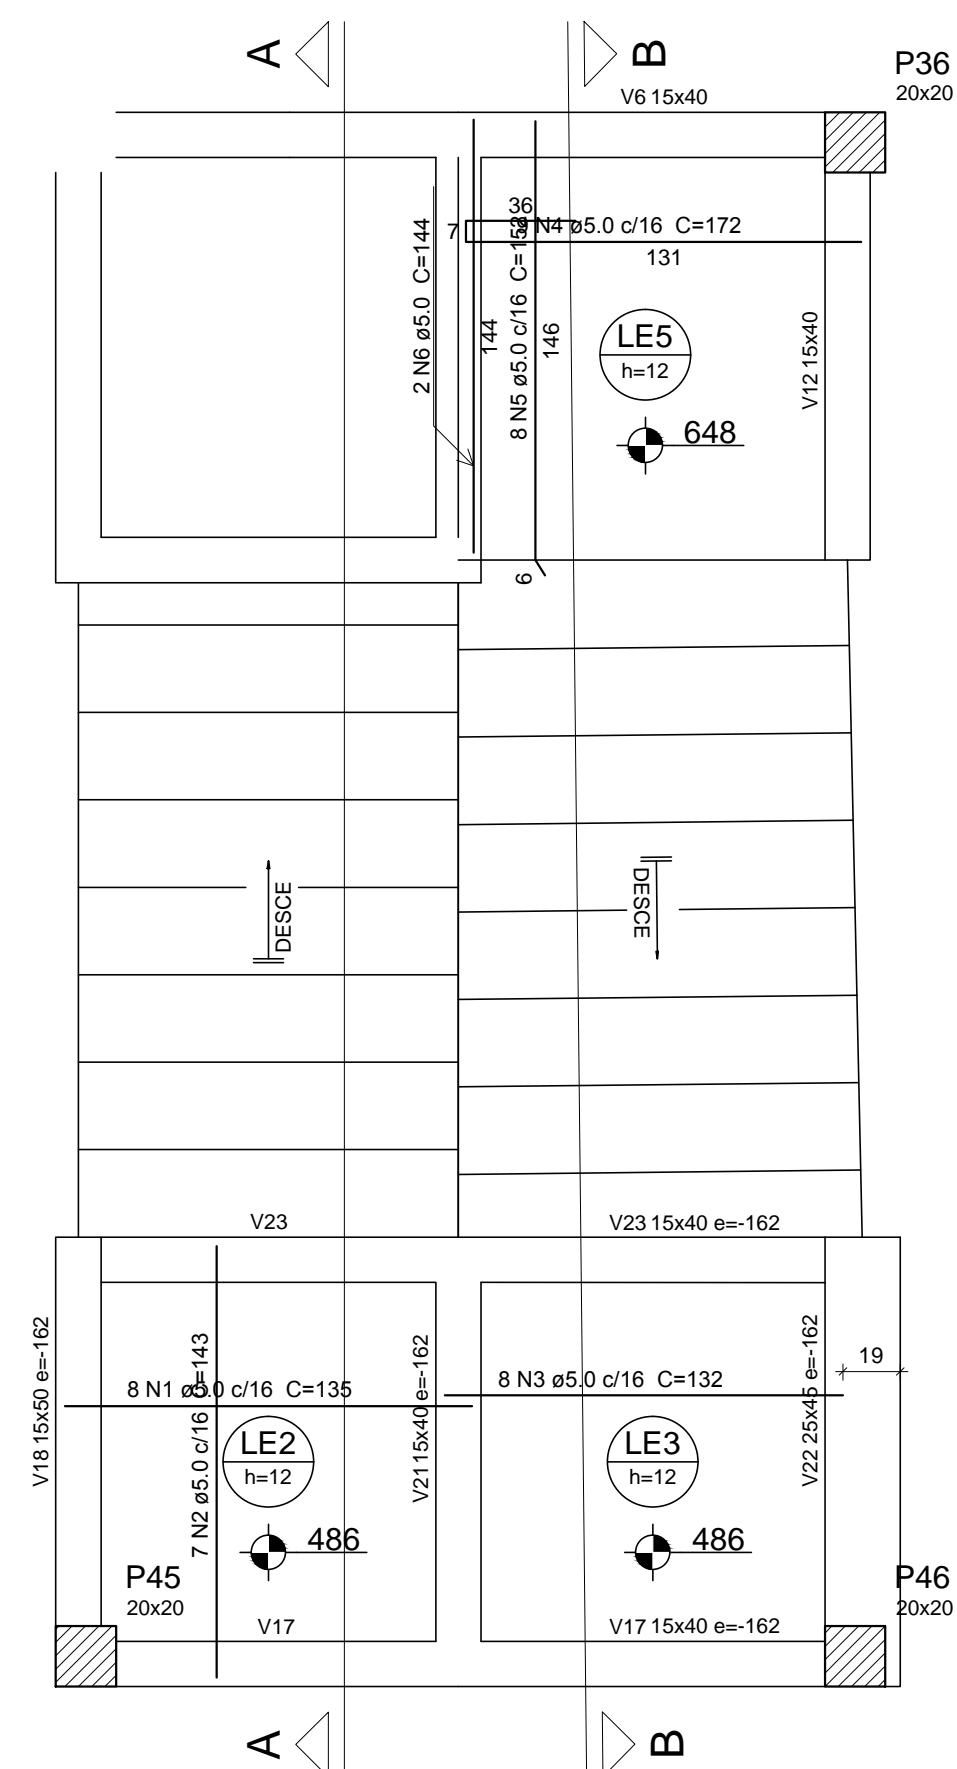 A
B
P36
20x20
V6 15x40
36
7
9 N4 ø5.0 c/16 C=172
131
2 N6 ø5.0 C=144
144
8 N5 ø5.0 c/16 C=152
146
6
LE5
h=12
648
V12 15x40
DESCE
DESCE
V23
V23 15x40 e=-162
V18 15x50 e=-162
8 N1 ø5.0 c/16 C=135
7 N2 ø5.0 c/16 C=143
V21 15x40 e=-162
8 N3 ø5.0 c/16 C=132
V22 25x45 e=-162
19
LE2
h=12
486
LE3
h=12
486
P45
20x20
P46
20x20
V17
V17 15x40 e=-162
A
B